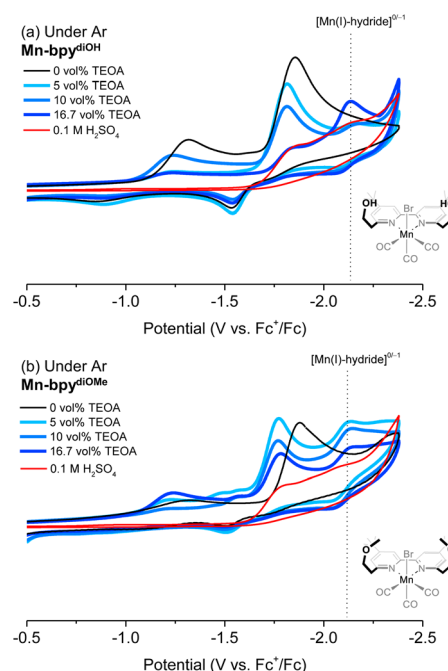 (a) Under Ar
[Mn(I)-hydride]⁰/⁻¹
Mn-bpy^diOH
0 vol% TEOA
5 vol% TEOA
10 vol% TEOA
16.7 vol% TEOA
0.1 M H₂SO₄
OH
Br
H
N
N
Mn
OC
CO
CO
-0.5 -1.0 -1.5 -2.0 -2.5
Potential (V vs. Fc⁺/Fc)
(b) Under Ar
[Mn(I)-hydride]⁰/⁻¹
Mn-bpy^diOMe
0 vol% TEOA
5 vol% TEOA
10 vol% TEOA
16.7 vol% TEOA
0.1 M H₂SO₄
O
Br
N
N
Mn
OC
CO
CO
-0.5 -1.0 -1.5 -2.0 -2.5
Potential (V vs. Fc⁺/Fc)